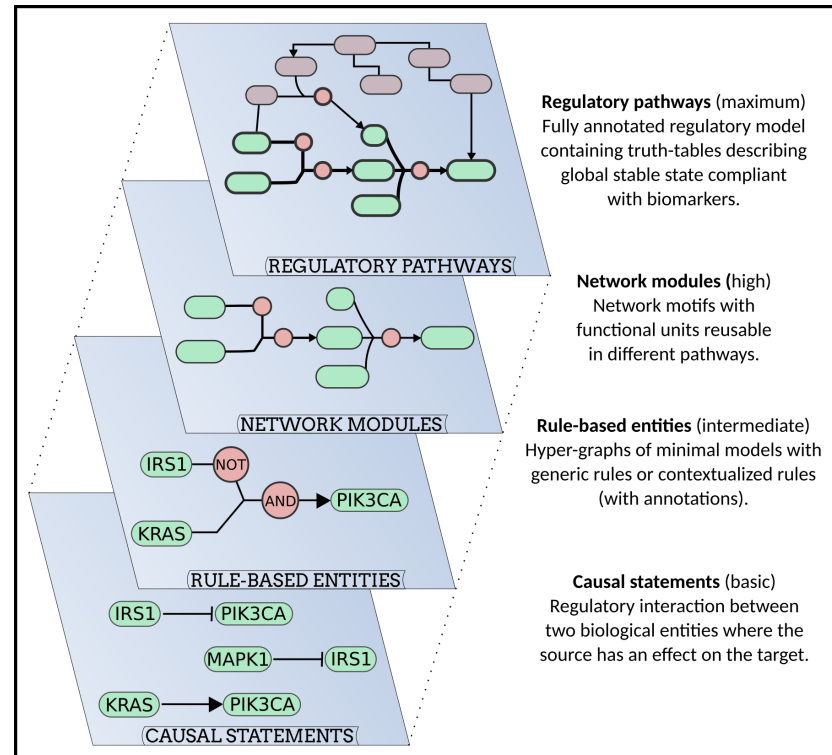 Regulatory pathways (maximum)
Fully annotated regulatory model
containing truth-tables describing
global stable state compliant
with biomarkers.
REGULATORY PATHWAYS
Network modules (high)
Network motifs with
functional units reusable
in different pathways.
NETWORK MODULES
Rule-based entities (intermediate)
Hyper-graphs of minimal models with
generic rules or contextualized rules
(with annotations).
IRS1 NOT
AND PIK3CA
KRAS
RULE-BASED ENTITIES
Causal statements (basic)
Regulatory interaction between
two biological entities where the
source has an effect on the target.
IRS1 PIK3CA
MAPK1 IRS1
KRAS PIK3CA
CAUSAL STATEMENTS